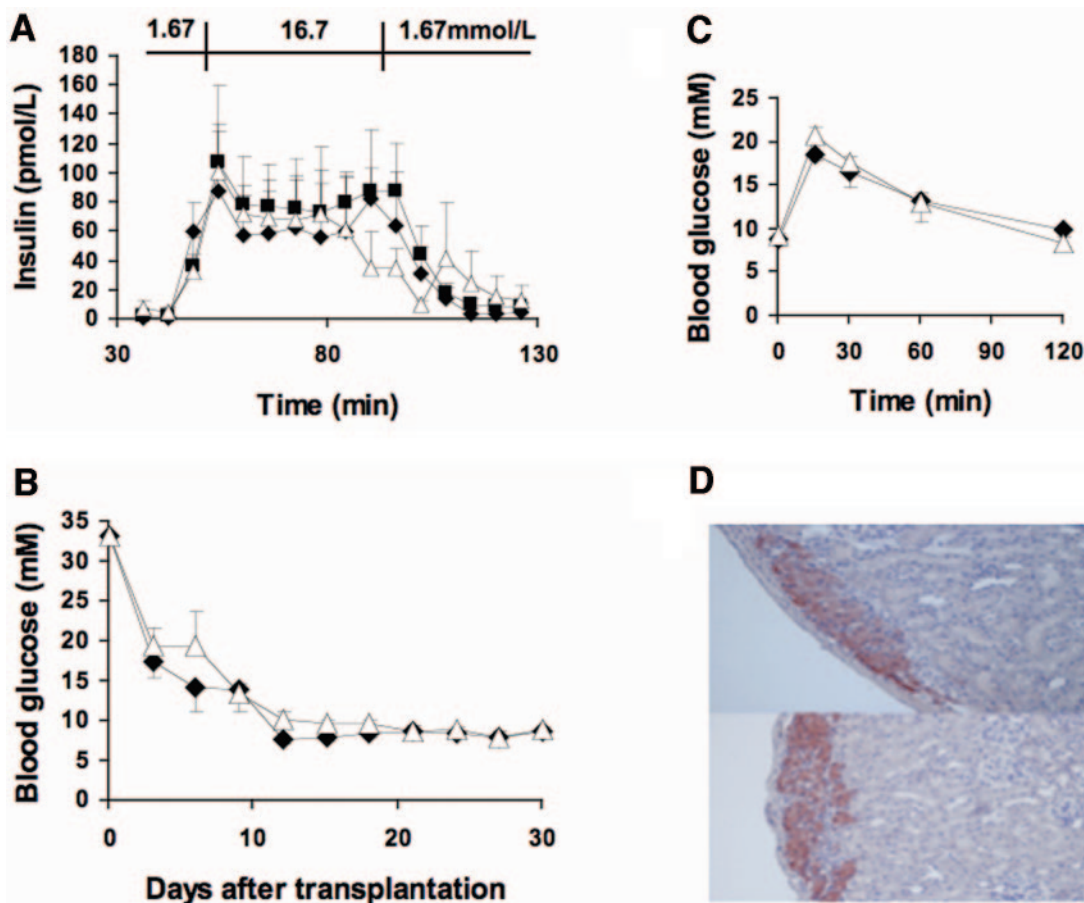 A
1.67 16.7 1.67mmol/L
180
160
140
120
100
80
60
40
20
0
30 80 130
Insulin (pmol/L)
Time (min)
C
25
20
15
10
5
0
0 30 60 90 120
Blood glucose (mM)
Time (min)
B
35
30
25
20
15
10
5
0
0 10 20 30
Blood glucose (mM)
Days after transplantation
D